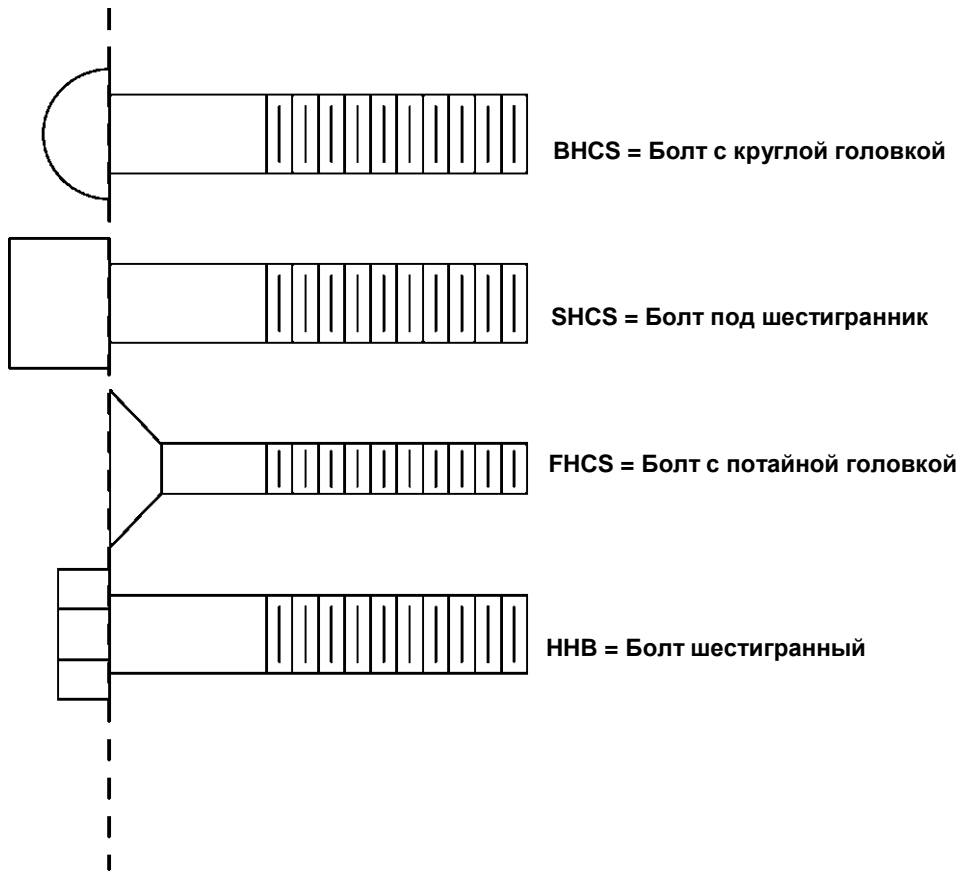 BHCS = Болт с круглой головкой
SHCS = Болт под шестигранник
FHCS = Болт с потайной головкой
HHB = Болт шестигранный